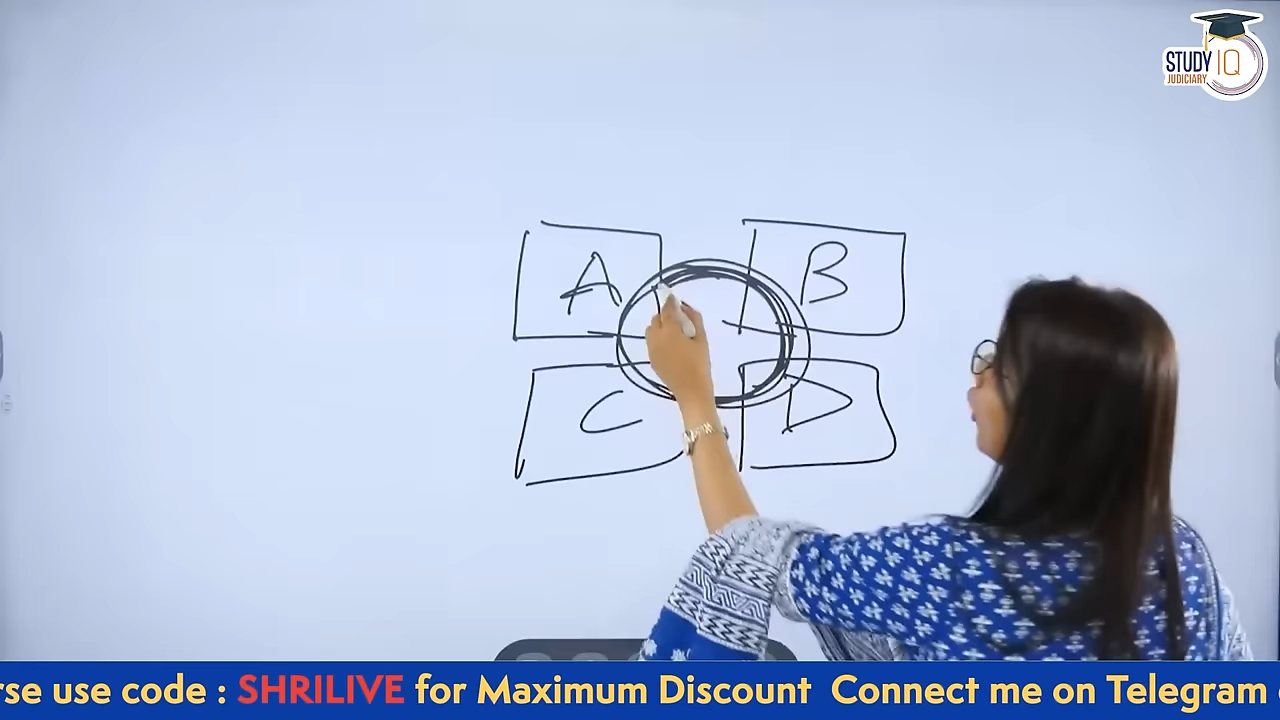 STUDY IQ
JUDICIARY
A
B
C
D
rse use code : SHRILIVE for Maximum Discount Connect me on Telegram